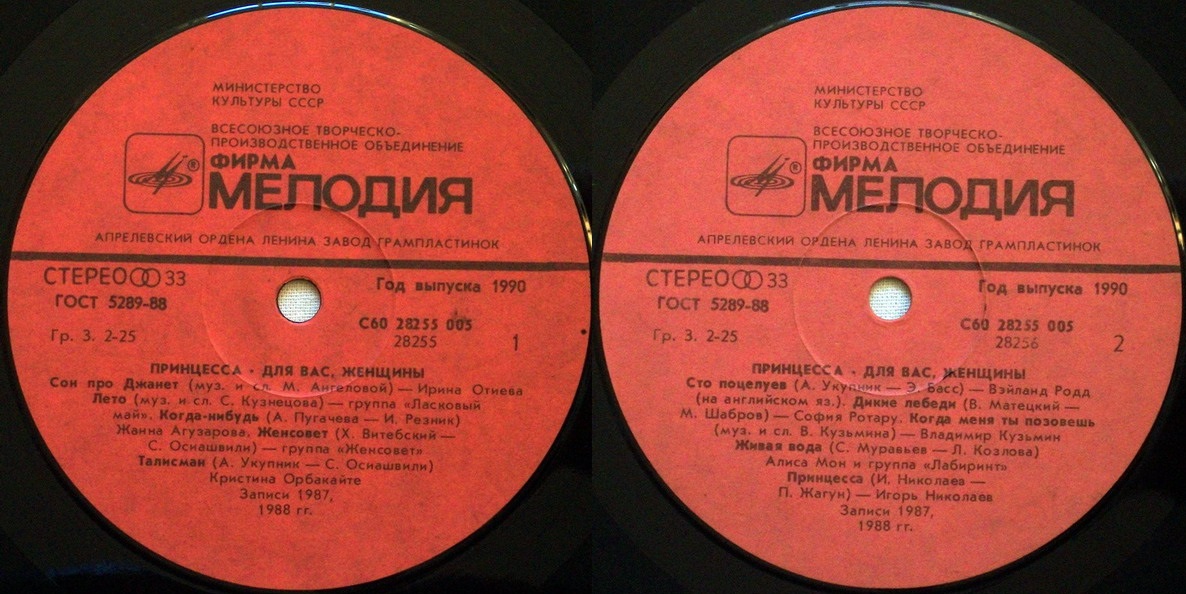 МИНИСТЕРСТВО
КУЛЬТУРЫ СССР
ВСЕСОЮЗНОЕ ТВОРЧЕСКО-
ПРОИЗВОДСТВЕННОЕ ОБЪЕДИНЕНИЕ
®
ФИРМА
МЕЛОДИЯ
АПРЕЛЕВСКИЙ ОРДЕНА ЛЕНИНА ЗАВОД ГРАМПЛАСТИНОК
СТЕРЕО 33
Год выпуска 1990
ГОСТ 5289-88
С60 28255 005
Гр. 3. 2-25
28255
1
ПРИНЦЕССА · ДЛЯ ВАС, ЖЕНЩИНЫ
Сон про Джанет (муз. и сл. М. Ангеловой) — Ирина Отиева
Лето (муз. и сл. С. Кузнецова) — группа «Ласковый
май». Когда-нибудь (А. Пугачева — И. Резник)
Жанна Агузарова. Женсовет (Х. Витебский —
С. Осиашвили) — группа «Женсовет»
Талисман (А. Укупник — С. Осиашвили)
Кристина Орбакайте
Записи 1987,
1988 гг.
МИНИСТЕРСТВО
КУЛЬТУРЫ СССР
ВСЕСОЮЗНОЕ ТВОРЧЕСКО-
ПРОИЗВОДСТВЕННОЕ ОБЪЕДИНЕНИЕ
®
ФИРМА
МЕЛОДИЯ
АПРЕЛЕВСКИЙ ОРДЕНА ЛЕНИНА ЗАВОД ГРАМПЛАСТИНОК
СТЕРЕО 33
Год выпуска 1990
ГОСТ 5289-88
С60 28255 005
Гр. 3. 2-25
28256
2
ПРИНЦЕССА · ДЛЯ ВАС, ЖЕНЩИНЫ
Сто поцелуев (А. Укупник — Э. Басс) — Вэйланд Родд
(на английском яз.). Дикие лебеди (В. Матецкий —
М. Шабров) — София Ротару. Когда меня ты позовешь
(муз. и сл. В. Кузьмина) — Владимир Кузьмин
Живая вода (С. Муравьев — Л. Козлова)
Алиса Мон и группа «Лабиринт»
Принцесса (И. Николаев —
П. Жагун) — Игорь Николаев
Записи 1987,
1988 гг.